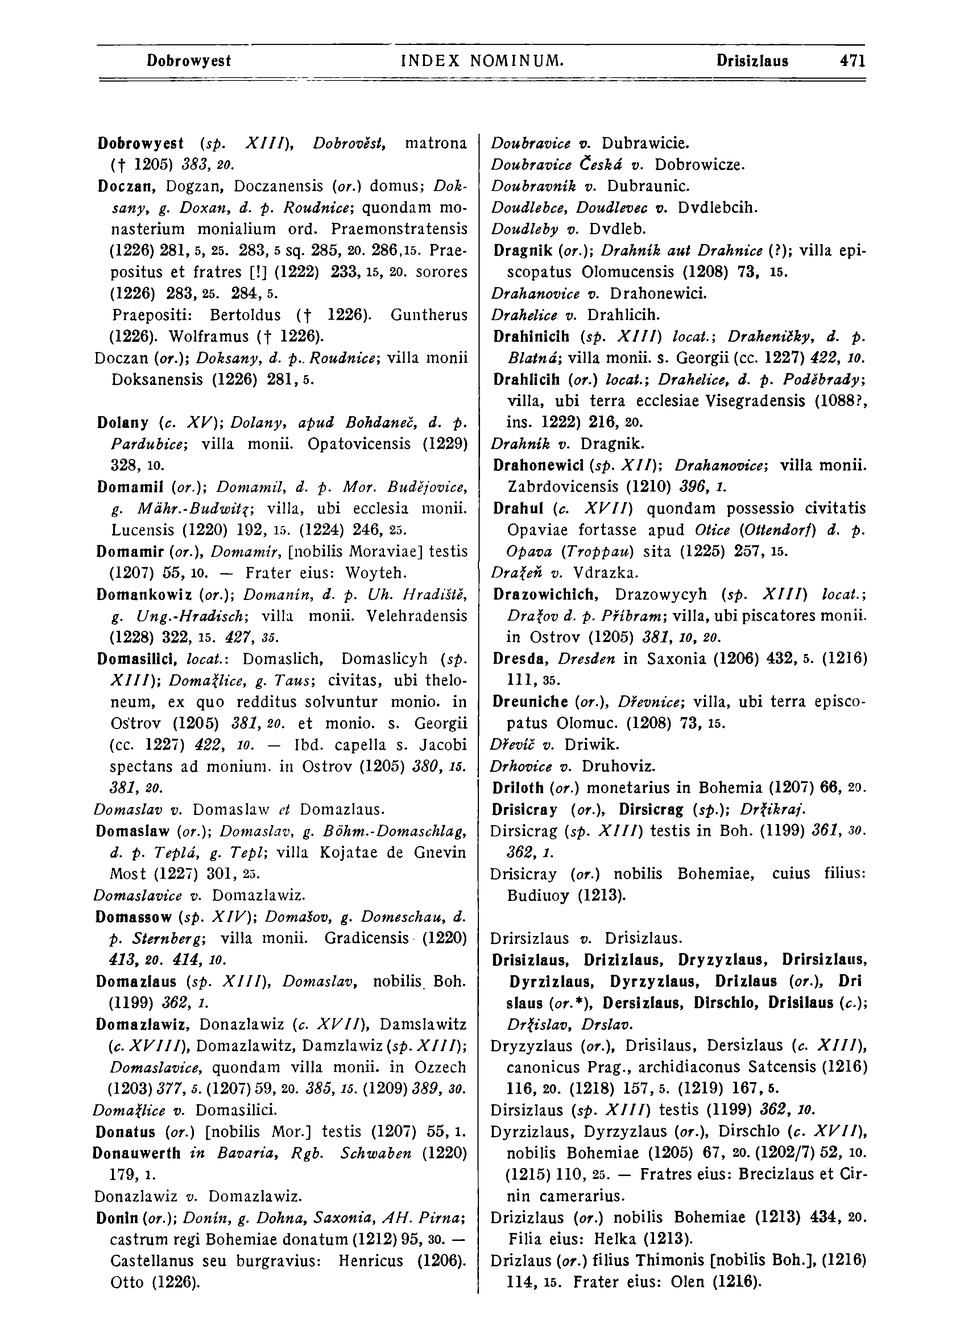 Dobrowyest INDEX NOMINUM. Drisizlaus 471
Dobrowyest (sp. XIII), Dobrověst, matrona
(† 1205) 383, 20.
Doczan, Dogzan, Doczanensis (or.) domus; Dok-
sany, g. Doxan, d. p. Roudnice; quondam mo-
nasterium monialium ord. Praemonstratensis
(1226) 281, 5, 25. 283, 5 sq. 285, 20. 286,15. Prae-
positus et fratres [!] (1222) 233, 15, 20. sorores
(1226) 283, 25. 284, 5.
Praepositi: Bertoldus († 1226). Guntherus
(1226). Wolframus († 1226).
Doczan (or.); Doksany, d. p. Roudnice; villa monii
Doksanensis (1226) 281, 5.
Dolany (c. XV); Dolany, apud Bohdaneč, d. p.
Pardubice; villa monii. Opatovicensis (1229)
328, 10.
Domamil (or.); Domamil, d. p. Mor. Budějovice,
g. Mähr.-Budwitz; villa, ubi ecclesia monii.
Lucensis (1220) 192, 15. (1224) 246, 25.
Domamir (or.), Domamír, [nobilis Moraviae] testis
(1207) 55, 10. — Frater eius: Woyteh.
Domankowiz (or.); Domanín, d. p. Uh. Hradiště,
g. Ung.-Hradisch; villa monii. Velehradensis
(1228) 322, 15. 427, 35.
Domasilici, locat.: Domaslich, Domaslicyh (sp.
XIII); Domažlice, g. Taus; civitas, ubi thelo-
neum, ex quo redditus solvuntur monio. in
Ostrov (1205) 381, 20. et monio. s. Georgii
(cc. 1227) 422, 10. — Ibd. capella s. Jacobi
spectans ad monium. in Ostrov (1205) 380, 15.
381, 20.
Domaslav v. Domaslaw et Domazlaus.
Domaslaw (or.); Domaslav, g. Böhm.-Domaschlag,
d. p. Teplá, g. Tepl; villa Kojatae de Gnevin
Most (1227) 301, 25.
Domaslavice v. Domazlawiz.
Domassow (sp. XIV); Domašov, g. Domeschau, d.
p. Sternberg; villa monii. Gradicensis (1220)
413, 20. 414, 10.
Domazlaus (sp. XIII), Domaslav, nobilis Boh.
(1199) 362, 1.
Domazlawiz, Donazlawiz (c. XVII), Damslawitz
(c. XVIII), Domazlawitz, Damzlawiz (sp. XIII);
Domaslavice, quondam villa monii. in Ozzech
(1203) 377, 5. (1207) 59, 20. 385, 15. (1209) 389, 30.
Domažlice v. Domasilici.
Donatus (or.) [nobilis Mor.] testis (1207) 55, 1.
Donauwerth in Bavaria, Rgb. Schwaben (1220)
179, 1.
Donazlawiz v. Domazlawiz.
Donin (or.); Donín, g. Dohna, Saxonia, AH. Pirna;
castrum regi Bohemiae donatum (1212) 95, 30. —
Castellanus seu burgravius: Henricus (1206).
Otto (1226).
Doubravice v. Dubrawicie.
Doubravice Česká v. Dobrowicze.
Doubravník v. Dubraunic.
Doudlebce, Doudlevec v. Dvdlebcih.
Doudleby v. Dvdleb.
Dragnik (or.); Drahník aut Drahnice (?); villa epi-
scopatus Olomucensis (1208) 73, 15.
Drahanovice v. Drahonewici.
Drahelice v. Drahlicih.
Drahinicih (sp. XIII) locat.; Draheničky, d. p.
Blatná; villa monii. s. Georgii (cc. 1227) 422, 10.
Drahlicih (or.) locat.; Drahelice, d. p. Poděbrady;
villa, ubi terra ecclesiae Visegradensis (1088?,
ins. 1222) 216, 20.
Drahník v. Dragnik.
Drahonewici (sp. XII); Drahanovice; villa monii.
Zabrdovicensis (1210) 396, 1.
Drahul (c. XVII) quondam possessio civitatis
Opaviae fortasse apud Otice (Ottendorf) d. p.
Opava (Troppau) sita (1225) 257, 15.
Dražeň v. Vdrazka.
Drazowichich, Drazowycyh (sp. XIII) locat.;
Dražov d. p. Příbram; villa, ubi piscatores monii.
in Ostrov (1205) 381, 10, 20.
Dresda, Dresden in Saxonia (1206) 432, 5. (1216)
111, 35.
Dreuniche (or.), Dřevnice; villa, ubi terra episco-
patus Olomuc. (1208) 73, 15.
Dřevíč v. Driwik.
Drhovice v. Druhoviz.
Driloth (or.) monetarius in Bohemia (1207) 66, 20.
Drisicray (or.), Dirsicrag (sp.); Držikraj.
Dirsicrag (sp. XIII) testis in Boh. (1199) 361, 30.
362, 1.
Drisicray (or.) nobilis Bohemiae, cuius filius:
Budiuoy (1213).
Drirsizlaus v. Drisizlaus.
Drisizlaus, Drizizlaus, Dryzyzlaus, Drirsizlaus,
Dyrzizlaus, Dyrzyzlaus, Drizlaus (or.), Dri
slaus (or.*), Dersizlaus, Dirschlo, Drisilaus (c.);
Držislav, Drslav.
Dryzyzlaus (or.), Drisilaus, Dersizlaus (c. XIII),
canonicus Prag., archidiaconus Satcensis (1216)
116, 20. (1218) 157, 5. (1219) 167, 5.
Dirsizlaus (sp. XIII) testis (1199) 362, 10.
Dyrzizlaus, Dyrzyzlaus (or.), Dirschlo (c. XVII),
nobilis Bohemiae (1205) 67, 20. (1202/7) 52, 10.
(1215) 110, 25. — Fratres eius: Brecizlaus et Cir-
nin camerarius.
Drizizlaus (or.) nobilis Bohemiae (1213) 434, 20.
Filia eius: Helka (1213).
Drizlaus (or.) filius Thimonis [nobilis Boh.], (1216)
114, 15. Frater eius: Olen (1216).